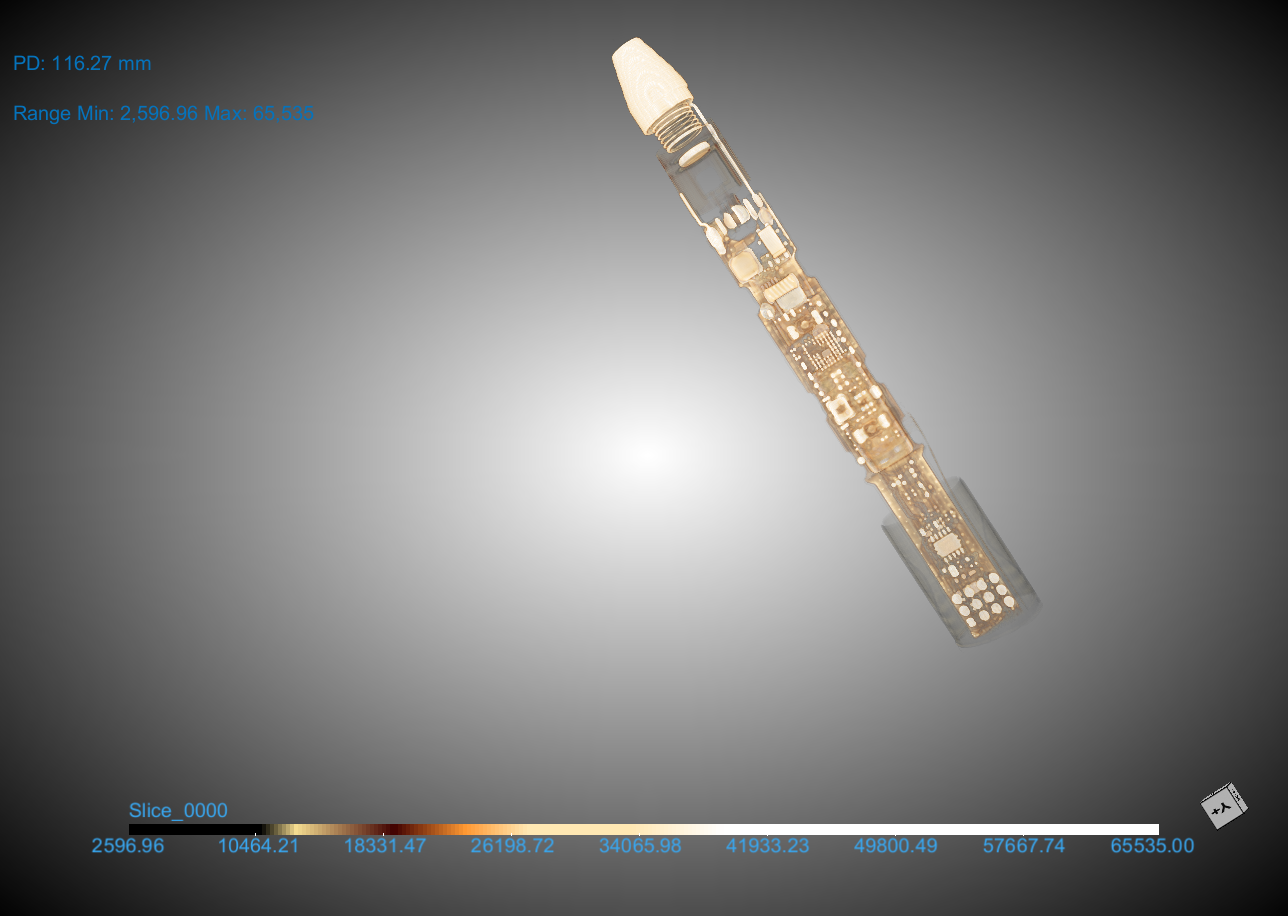 PD: 116.27 mm
Range Min: 2,596.96 Max: 65,535
Slice_0000
2596.96 10464.21 18331.47 26198.72 34065.98 41933.23 49800.49 57667.74 65535.00
+Y